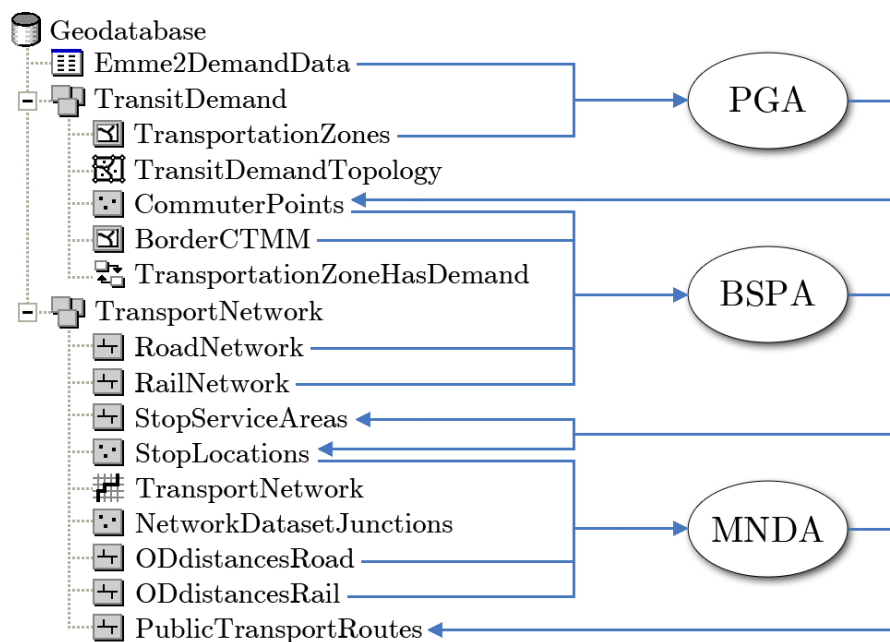 Geodatabase
Emme2DemandData
TransitDemand
PGA
TransportationZones
TransitDemandTopology
CommuterPoints
BorderCTMM
TransportationZoneHasDemand
BSPA
TransportNetwork
RoadNetwork
RailNetwork
StopServiceAreas
StopLocations
TransportNetwork
NetworkDatasetJunctions
MNDA
ODdistancesRoad
ODdistancesRail
PublicTransportRoutes